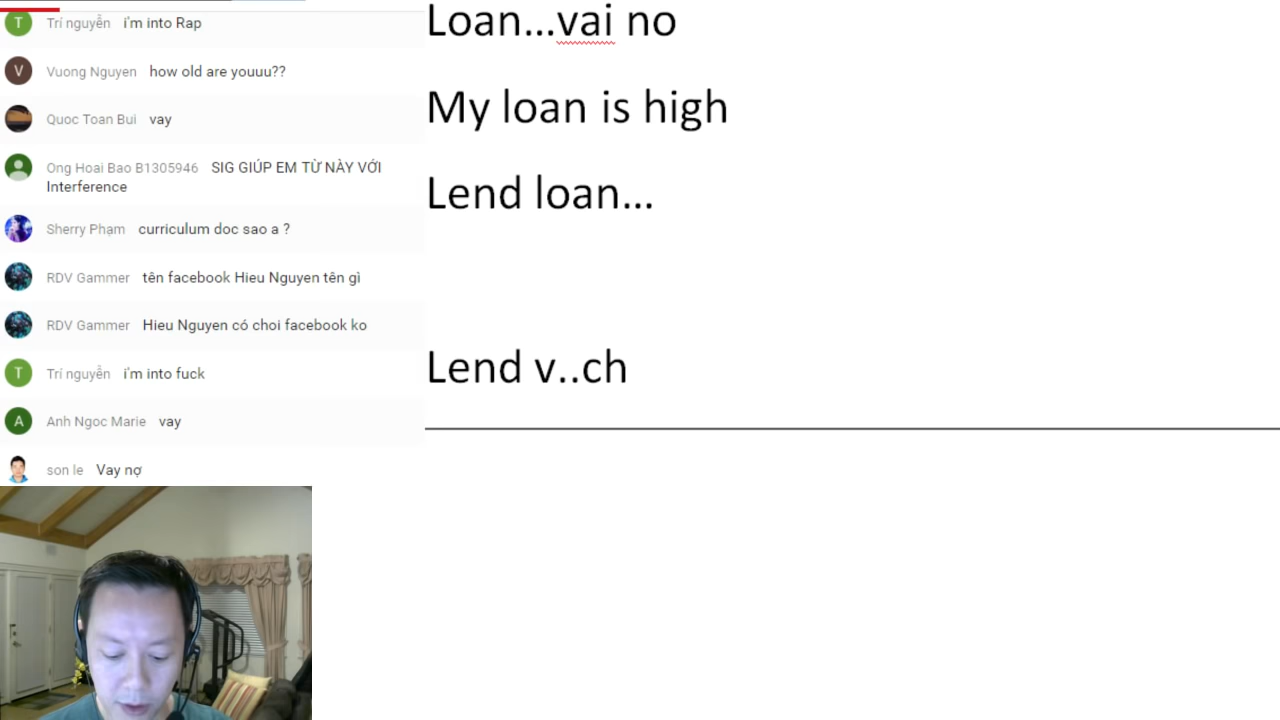 T Trí nguyễn i'm into Rap
V Vuong Nguyen how old are youuu??
Quoc Toan Bui vay
Ong Hoai Bao B1305946 SIG GIÚP EM TỪ NÀY VỚI
Interference
Sherry Phạm curriculum doc sao a ?
RDV Gammer tên facebook Hieu Nguyen tên gì
RDV Gammer Hieu Nguyen có choi facebook ko
T Trí nguyễn i'm into fuck
A Anh Ngoc Marie vay
son le Vay nợ
Loan...vai no
My loan is high
Lend loan...
Lend v..ch